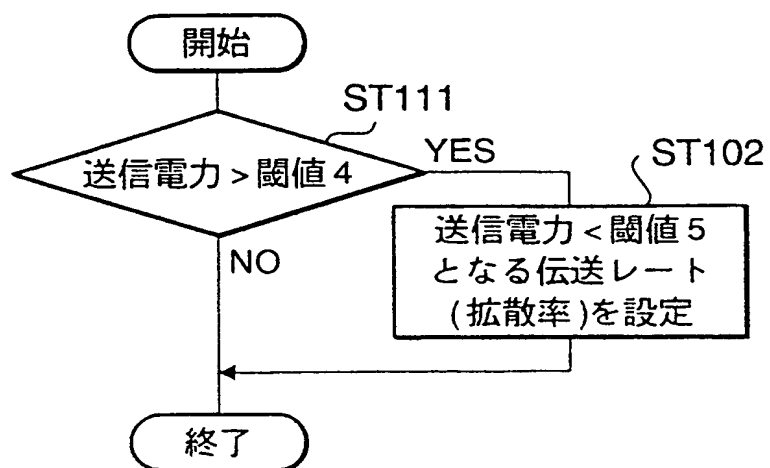 開始
ST111
送信電力>閾値4
YES
ST102
送信電力<閾値5
となる伝送レート
(拡散率)を設定
NO
終了